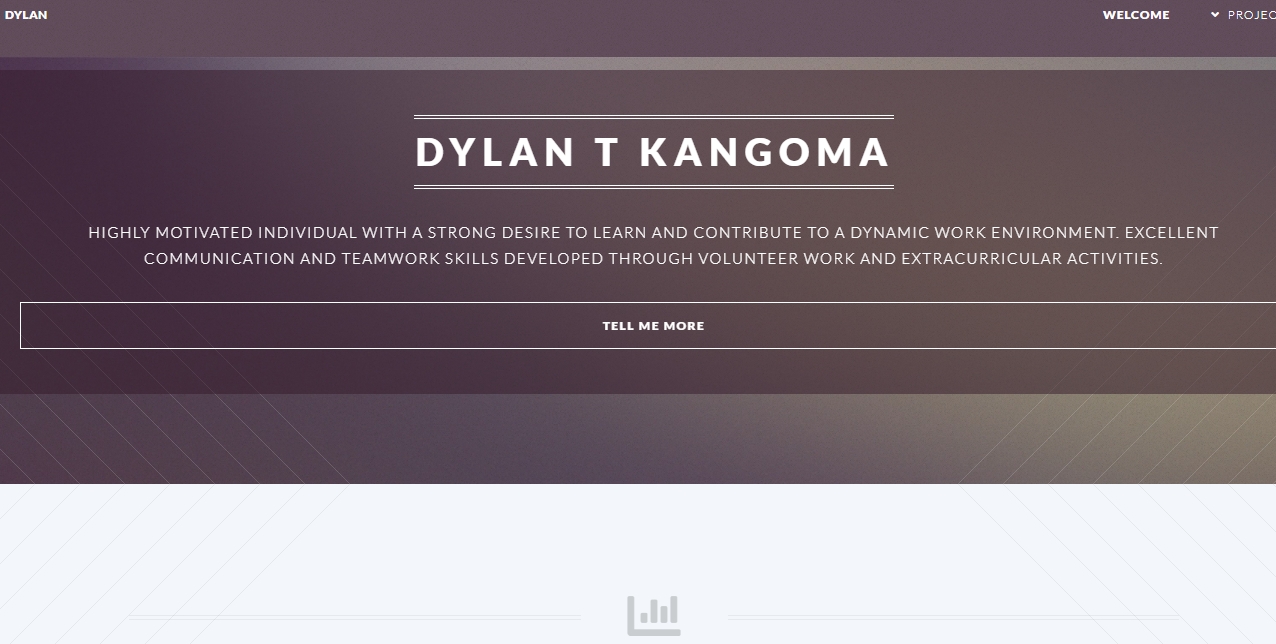 DYLAN
WELCOME
PROJEC
DYLAN T KANGOMA
HIGHLY MOTIVATED INDIVIDUAL WITH A STRONG DESIRE TO LEARN AND CONTRIBUTE TO A DYNAMIC WORK ENVIRONMENT. EXCELLENT
COMMUNICATION AND TEAMWORK SKILLS DEVELOPED THROUGH VOLUNTEER WORK AND EXTRACURRICULAR ACTIVITIES.
TELL ME MORE